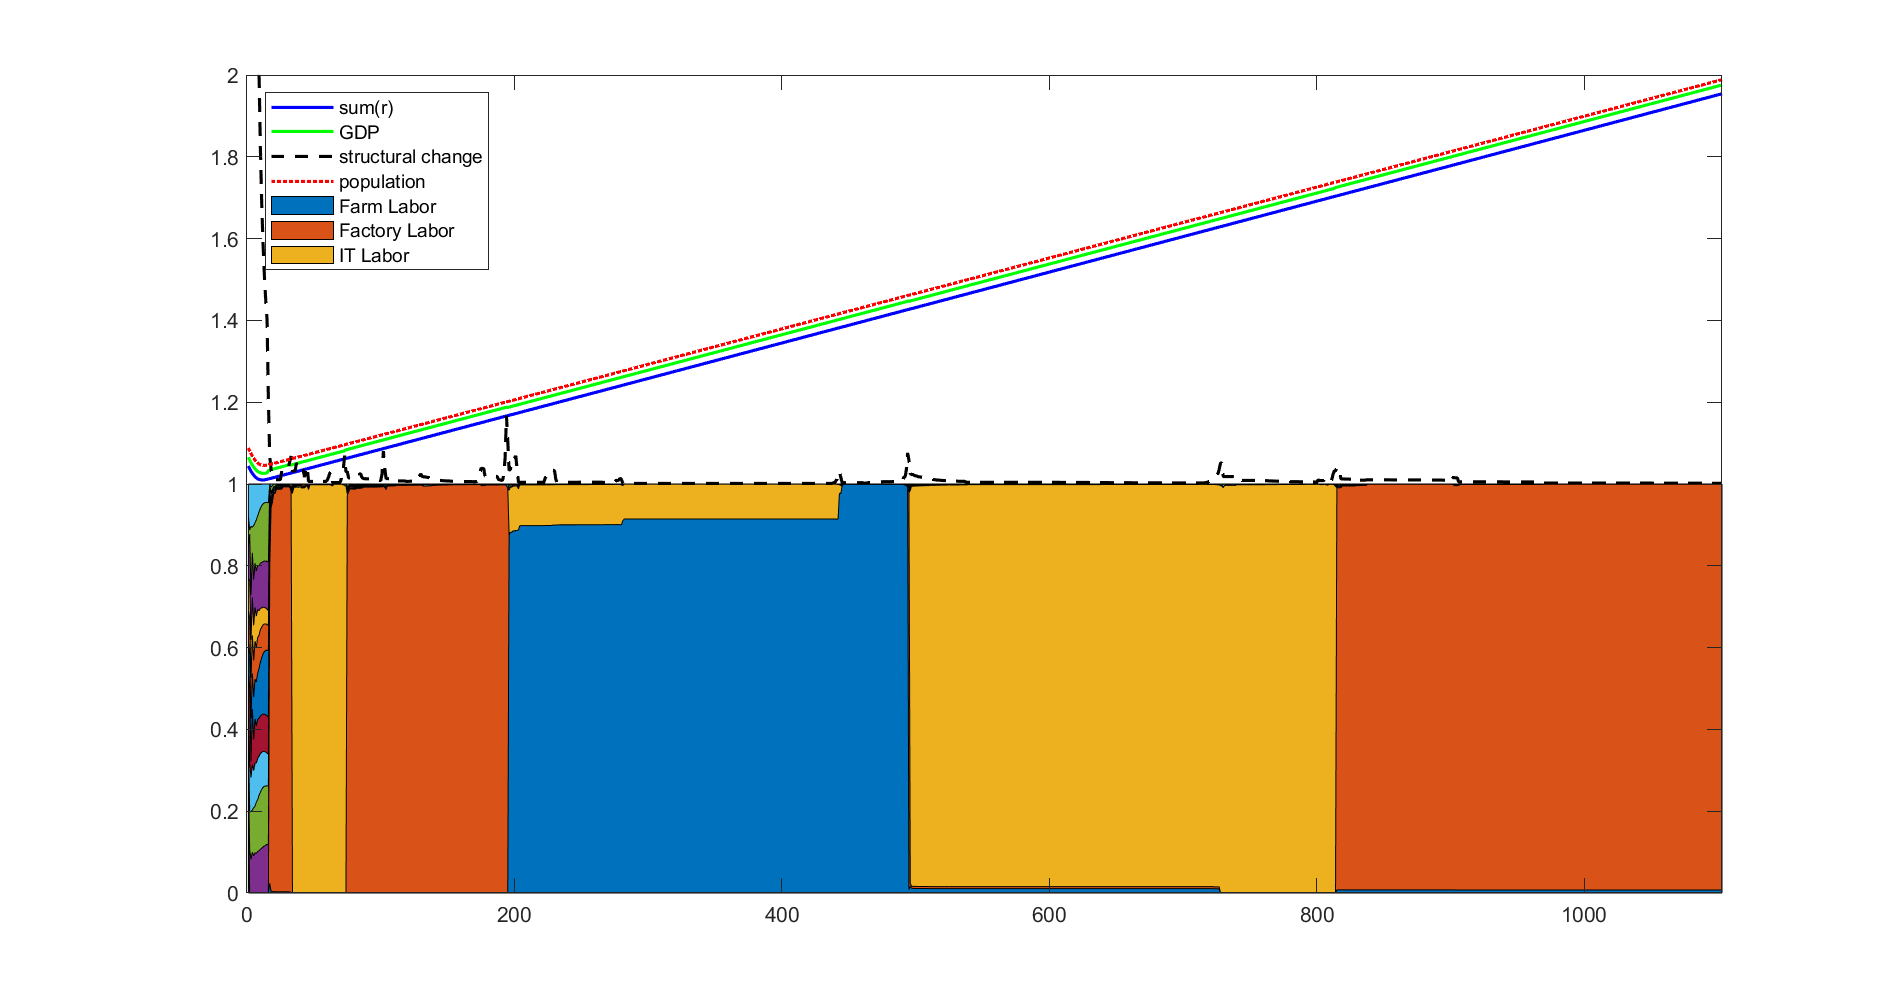 2
1.8
1.6
1.4
1.2
1
0.8
0.6
0.4
0.2
0
sum(r)
GDP
structural change
population
Farm Labor
Factory Labor
IT Labor
0 200 400 600 800 1000